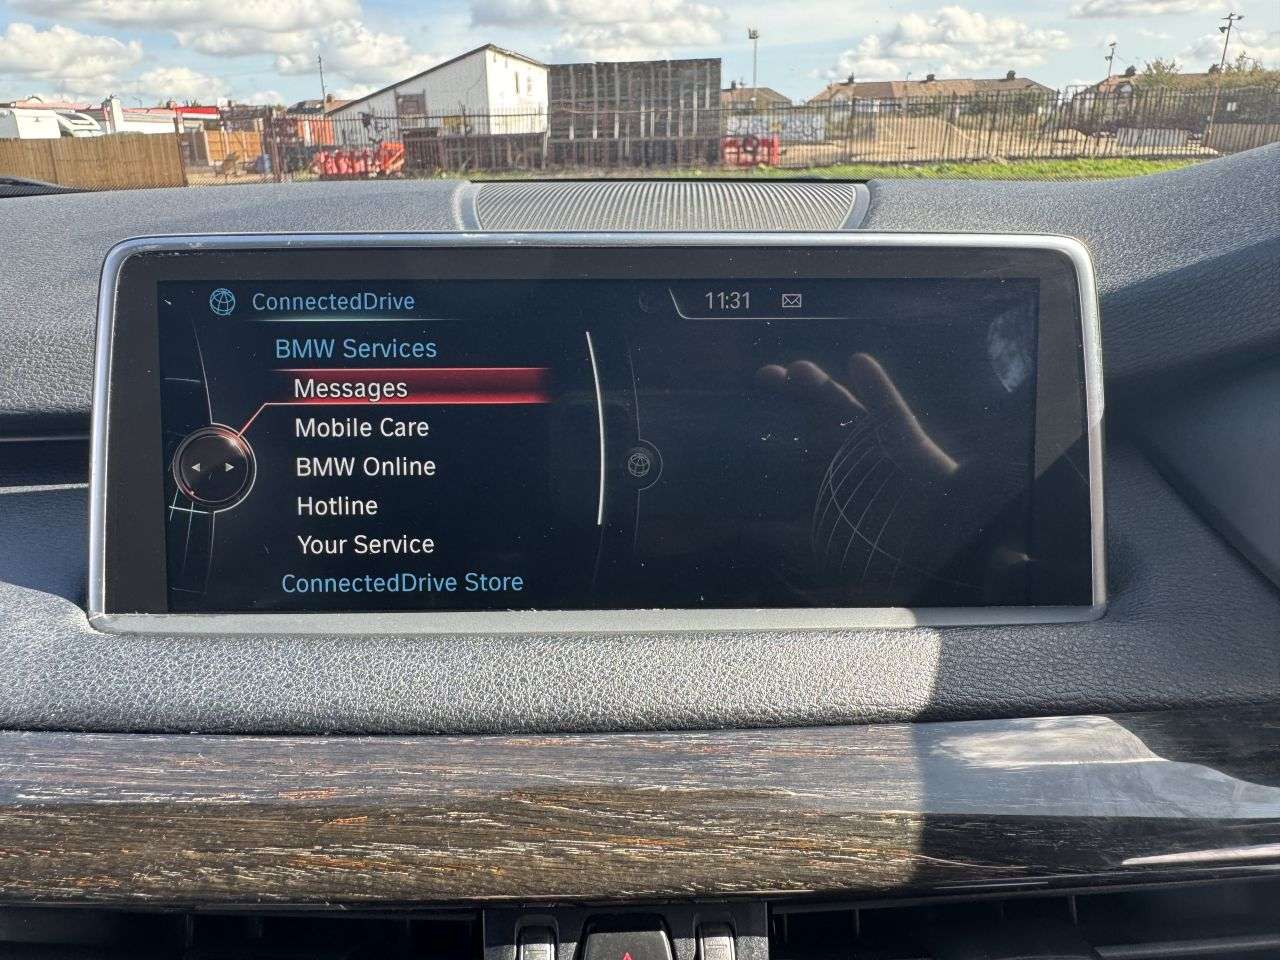 ConnectedDrive
11:31
BMW Services
Messages
Mobile Care
BMW Online
Hotline
Your Service
ConnectedDrive Store